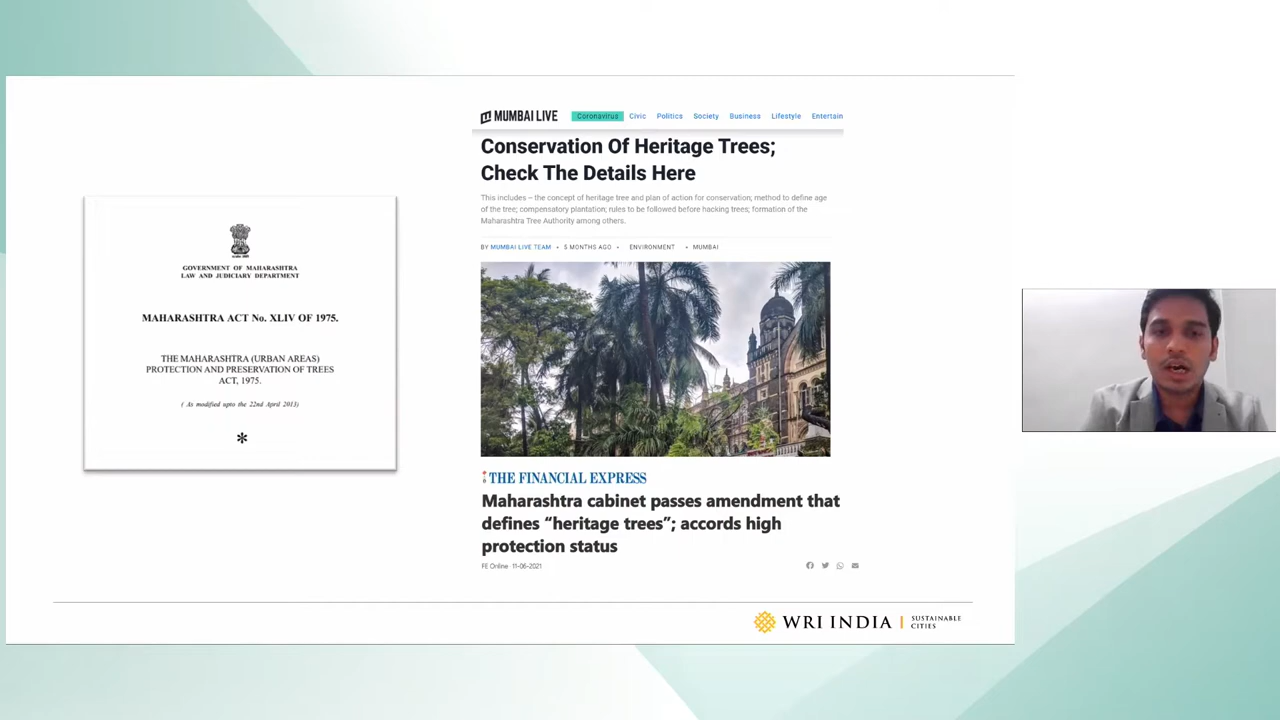 GOVERNMENT OF MAHARASHTRA
LAW AND JUDICIARY DEPARTMENT
MAHARASHTRA ACT No. XLIV OF 1975.
THE MAHARASHTRA (URBAN AREAS)
PROTECTION AND PRESERVATION OF TREES
ACT, 1975.
( As modified upto the 22nd April 2013)
*
MUMBAI LIVE Coronavirus Civic Politics Society Business Lifestyle Entertain
Conservation Of Heritage Trees;
Check The Details Here
This includes – the concept of heritage tree and plan of action for conservation; method to define age
of the tree; compensatory plantation; rules to be followed before hacking trees; formation of the
Maharashtra Tree Authority among others.
BY MUMBAI LIVE TEAM • 5 MONTHS AGO • ENVIRONMENT • MUMBAI
THE FINANCIAL EXPRESS
Maharashtra cabinet passes amendment that
defines “heritage trees”; accords high
protection status
FE Online · 11-06-2021
WRI INDIA | SUSTAINABLE
CITIES